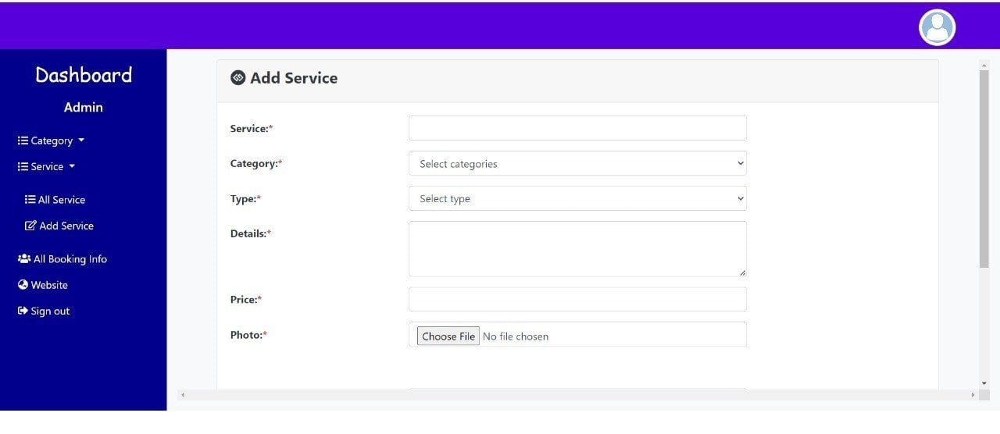 Dashboard
Admin
Category
Service
All Service
Add Service
All Booking Info
Website
Sign out
Add Service
Service:*
Category:* Select categories
Type:* Select type
Details:*
Price:*
Photo:* Choose File No file chosen